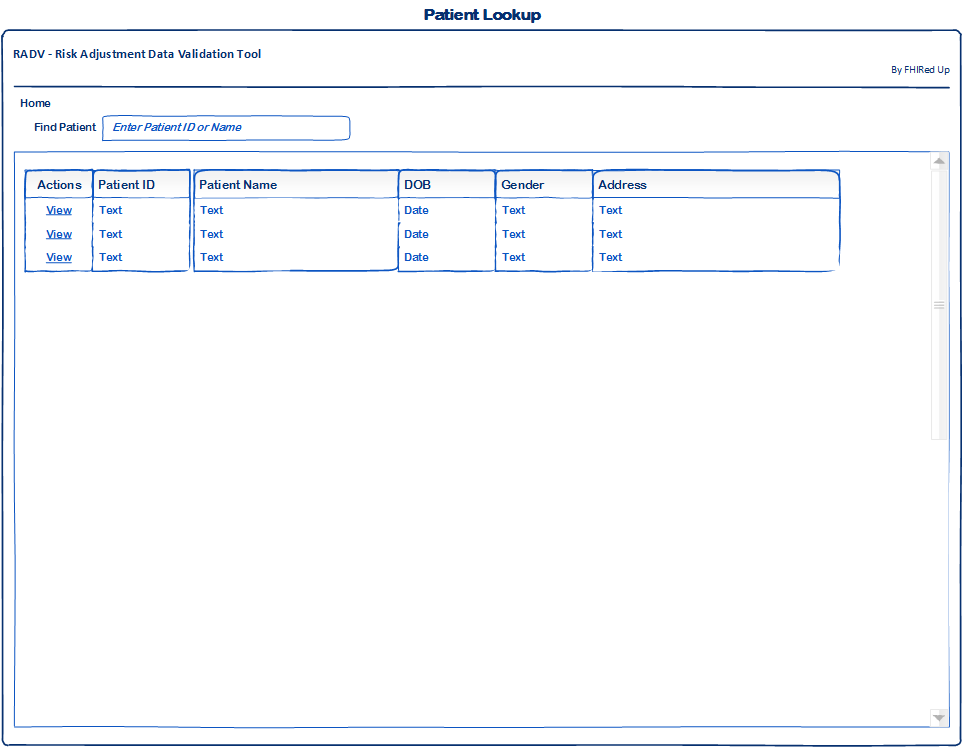 Patient Lookup
RADV - Risk Adjustment Data Validation Tool
By FHIRed Up
Home
Find Patient Enter Patient ID or Name
Actions Patient ID Patient Name DOB Gender Address
View Text Text Date Text Text
View Text Text Date Text Text
View Text Text Date Text Text